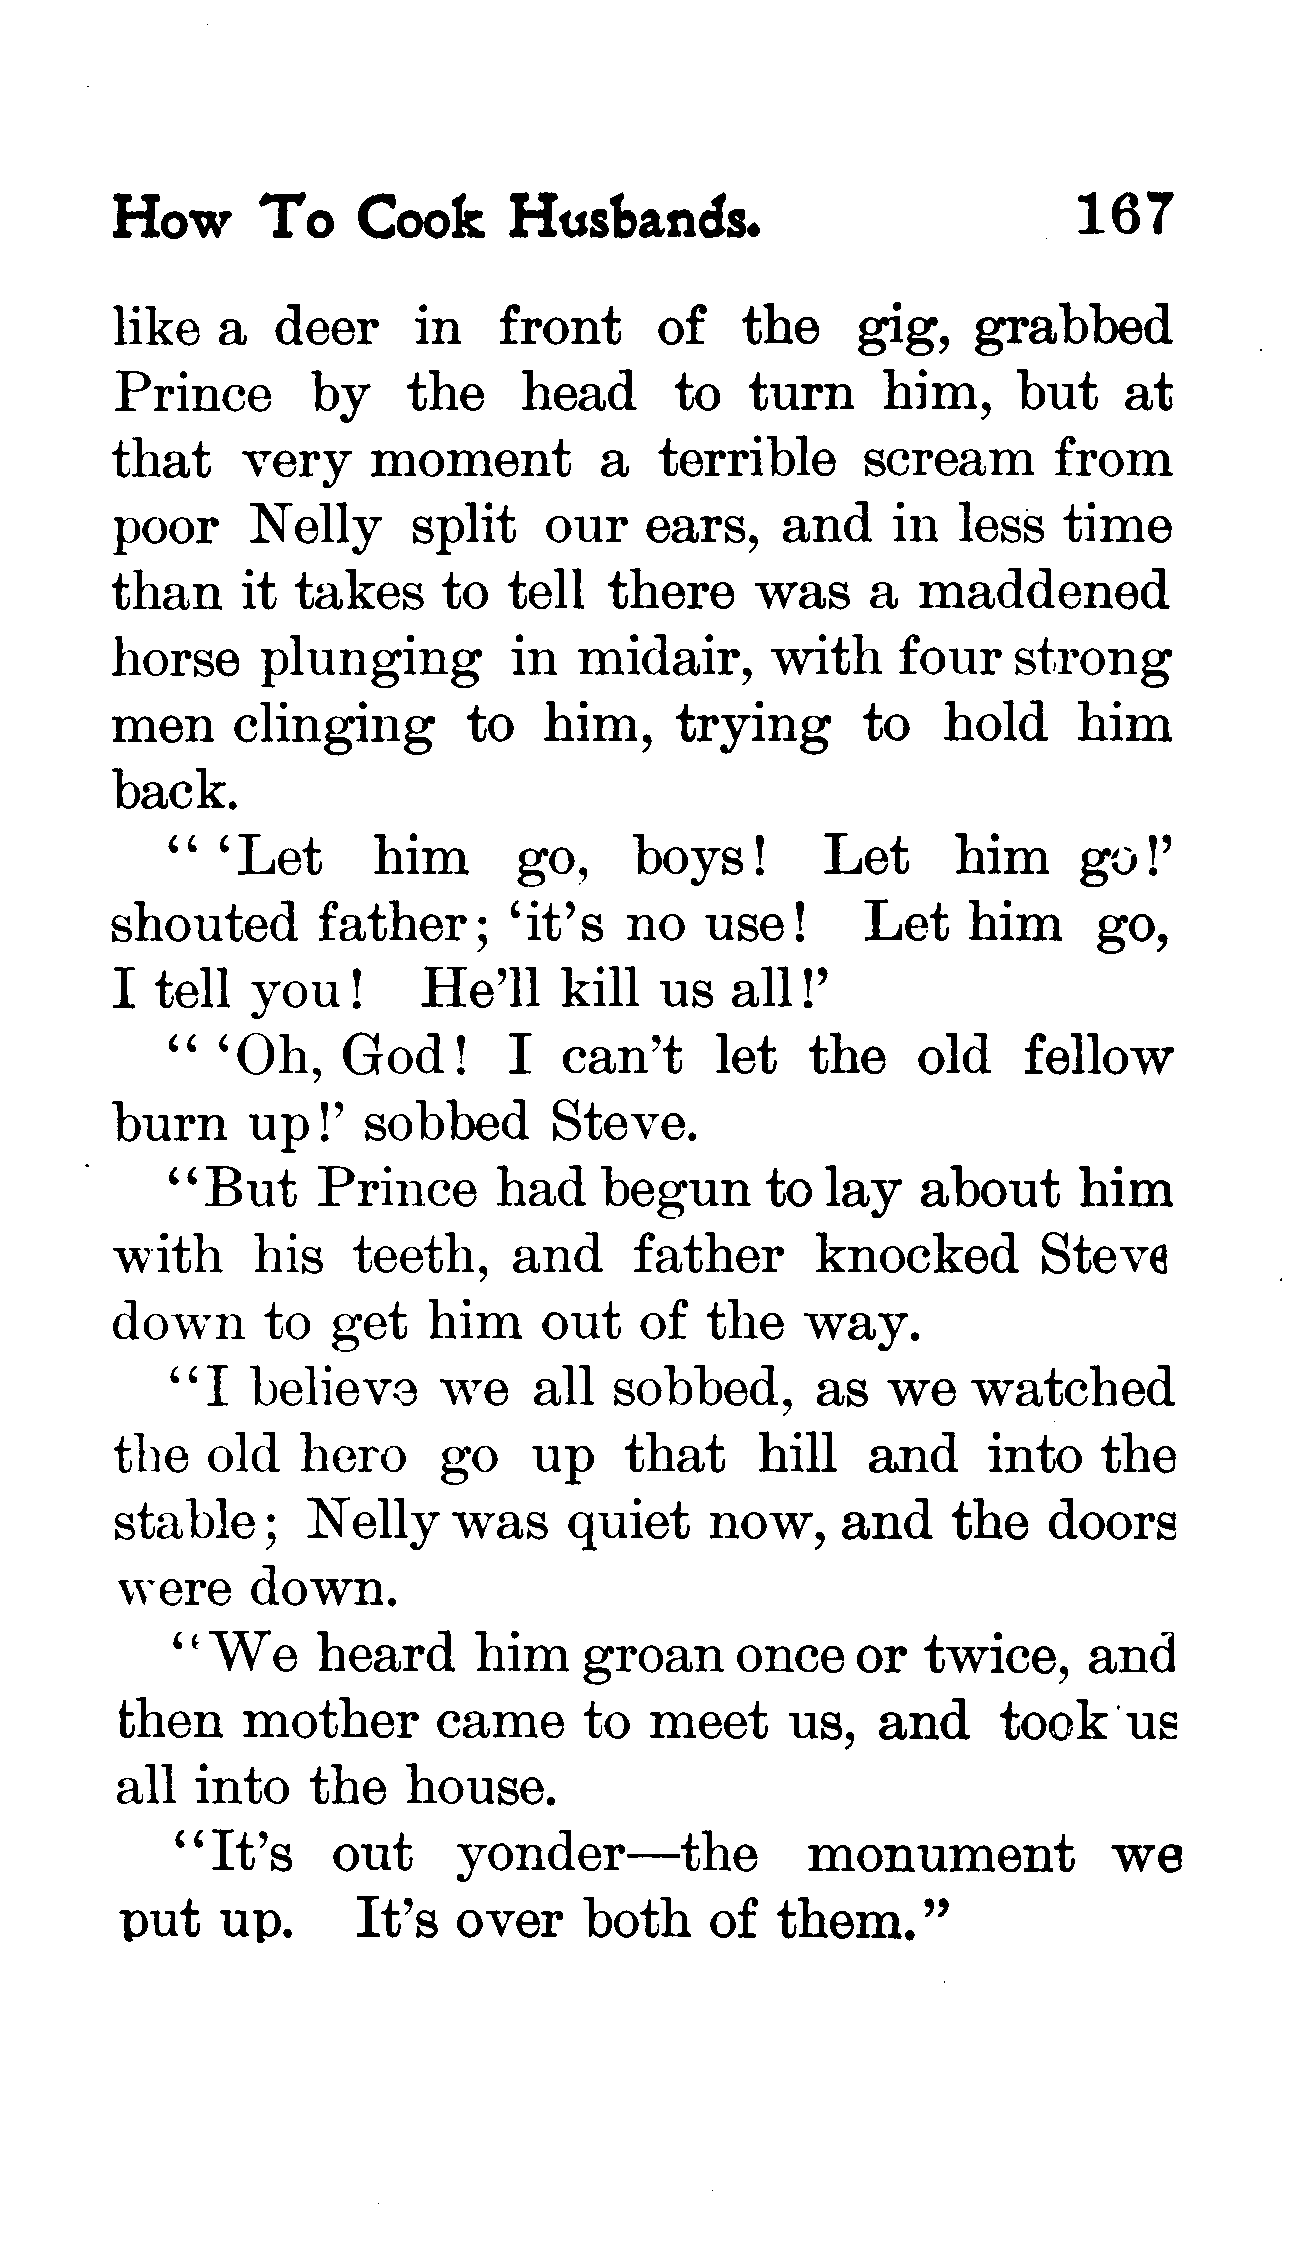 How To Cook Husbands. 167
like a deer in front of the gig, grabbed
Prince by the head to turn him, but at
that very moment a terrible scream from
poor Nelly split our ears, and in less time
than it takes to tell there was a maddened
horse plunging in midair, with four strong
men clinging to him, trying to hold him
back.
“ ‘Let him go, boys! Let him go!’
shouted father; ‘it’s no use! Let him go,
I tell you! He’ll kill us all!’
“ ‘Oh, God! I can’t let the old fellow
burn up!’ sobbed Steve.
“But Prince had begun to lay about him
with his teeth, and father knocked Steve
down to get him out of the way.
“I believe we all sobbed, as we watched
the old hero go up that hill and into the
stable; Nelly was quiet now, and the doors
were down.
“We heard him groan once or twice, and
then mother came to meet us, and took us
all into the house.
“It’s out yonder—the monument we
put up. It’s over both of them.”